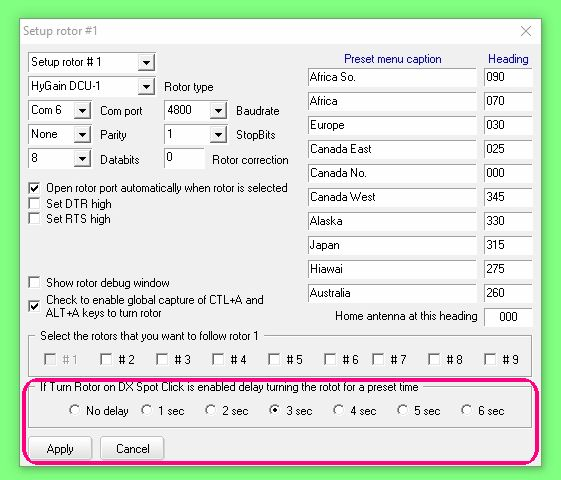 Setup rotor #1
Setup rotor # 1
HyGain DCU-1 Rotor type
Com 6 Com port 4800 Baudrate
None Parity 1 StopBits
8 Databits 0 Rotor correction
Open rotor port automatically when rotor is selected
Set DTR high
Set RTS high
Show rotor debug window
Check to enable global capture of CTL+A and
ALT+A keys to turn rotor
Preset menu caption Heading
Africa So. 090
Africa 070
Europe 030
Canada East 025
Canada No. 000
Canada West 345
Alaska 330
Japan 315
Hiawai 275
Australia 260
Home antenna at this heading 000
Select the rotors that you want to follow rotor 1
# 1 # 2 # 3 # 4 # 5 # 6 # 7 # 8 # 9
If Turn Rotor on DX Spot Click is enabled delay turning the rotot for a preset time
No delay 1 sec 2 sec 3 sec 4 sec 5 sec 6 sec
Apply Cancel